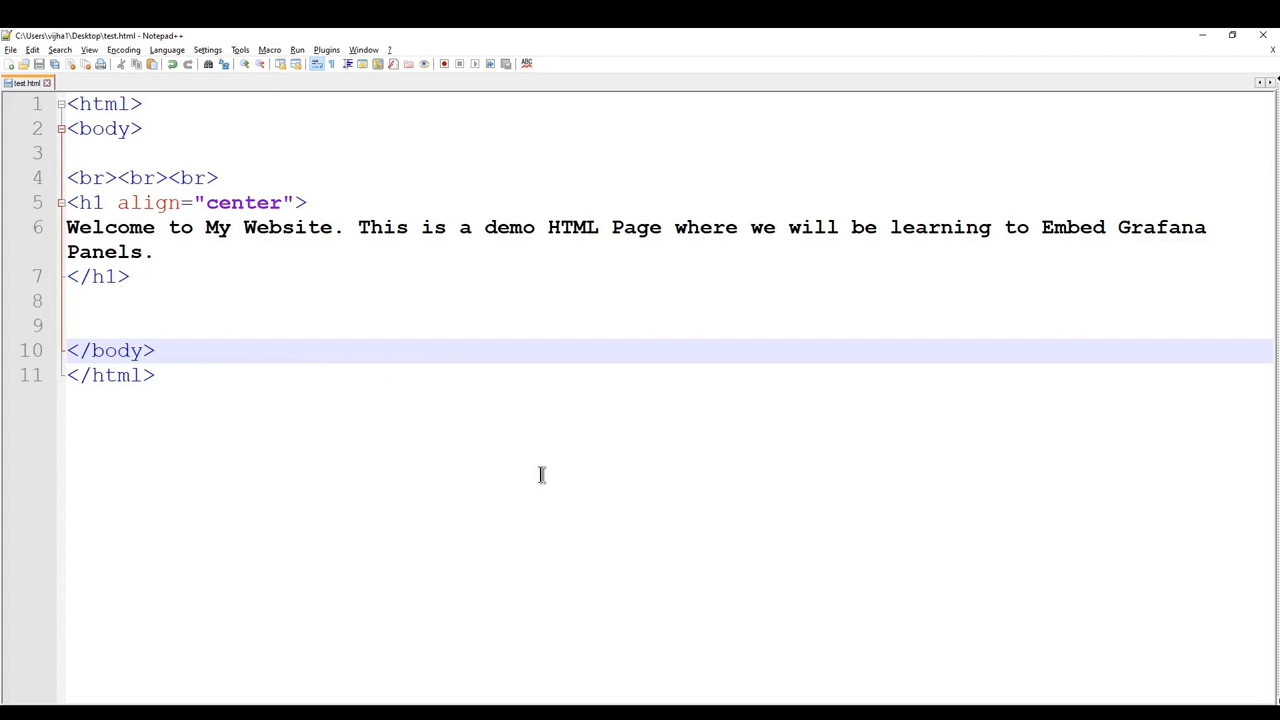 C:\Users\vijha1\Desktop\test.html - Notepad++
File Edit Search View Encoding Language Settings Tools Macro Run Plugins Window ? X
ABC
test.html
1 <html>
2 <body>
3
4 <br><br><br>
5 <h1 align="center">
6 Welcome to My Website. This is a demo HTML Page where we will be learning to Embed Grafana
Panels.
7 </h1>
8
9
10 </body>
11 </html>